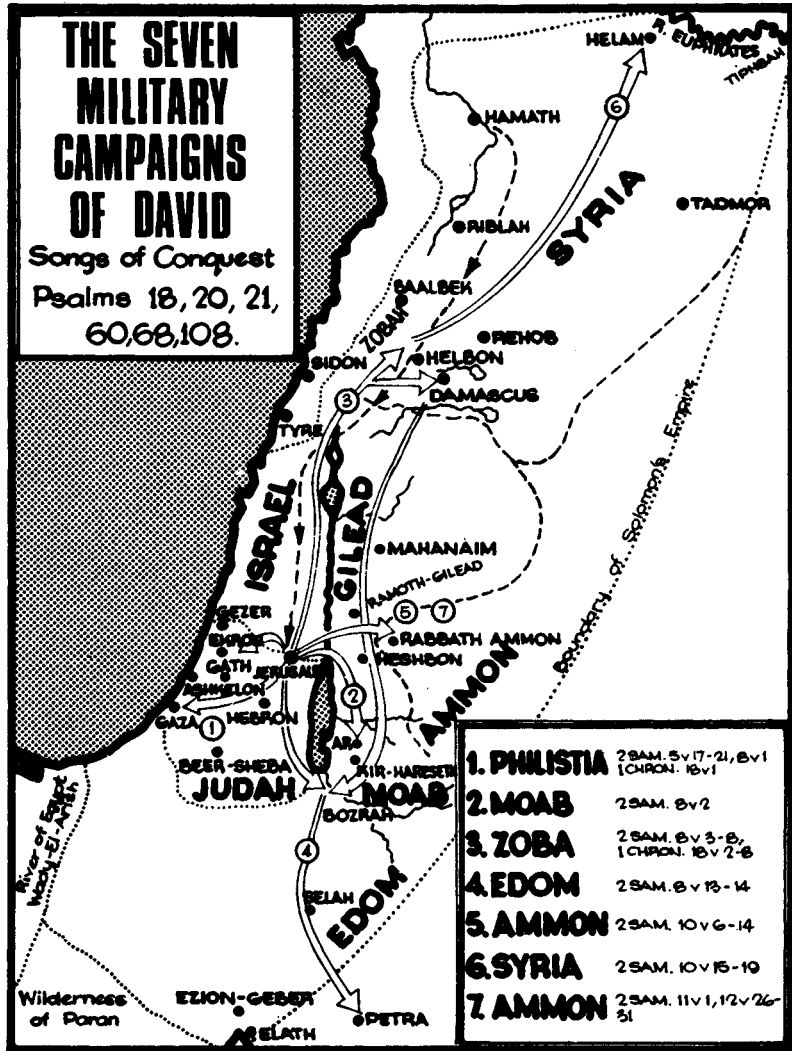 THE SEVEN
MILITARY
CAMPAIGNS
OF DAVID
Songs of Conquest
Psalms 18, 20, 21,
60,68,108.
HELAM
R. EUPHRATES
TIPHSAH
HAMATH
6
SYRIA
TADMOR
RIBLAH
BAALBEK
ZOBAH
REHOB
HELBON
SIDON
DAMASCUS
3
TYRE
ISRAEL
GILEAD
Boundary of Solomon's Empire
MAHANAIM
RAMOTH-GILEAD
5 7
GEZER
EKRON
RABBATH AMMON
GATH
JERUSALEM
HESHBON
ASHKELON
AMMON
2
GAZA
HEBRON
1
AR
BEER-SHEBA
KIR-HARESETH
JUDAH
MOAB
BOZRAH
River of Egypt
Wady El-Arish
4
SELAH
EDOM
Wilderness
of Paran
EZION-GEBER
ELATH
PETRA
1. PHILISTIA 2 SAM. 5 v 17-21, 8 v 1
1 CHRON. 18 v 1
2. MOAB 2 SAM. 8 v 2
3. ZOBA 2 SAM. 8 v 3-8,
1 CHRON. 18 v 2-8
4. EDOM 2 SAM. 8 v 13-14
5. AMMON 2 SAM. 10 v 6-14
6. SYRIA 2 SAM. 10 v 15-19
7. AMMON 2 SAM. 11 v 1, 12 v 26-
31